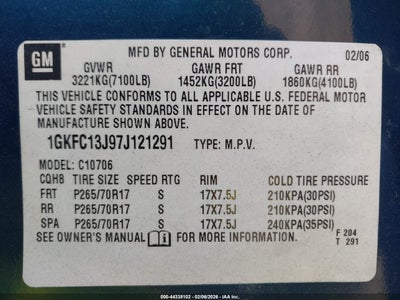 GM
MFD BY GENERAL MOTORS CORP. 02/06
GVWR GAWR FRT GAWR RR
3221KG(7100LB) 1452KG(3200LB) 1860KG(4100LB)
THIS VEHICLE CONFORMS TO ALL APPLICABLE U.S. FEDERAL MOTOR
VEHICLE SAFETY STANDARDS IN EFFECT ON THE DATE OF
MANUFACTURE SHOWN ABOVE.
1GKFC13J97J121291 TYPE: M.P.V.
MODEL: C10706
CQH8 TIRE SIZE SPEED RTG RIM COLD TIRE PRESSURE
FRT P265/70R17 S 17X7.5J 210KPA(30PSI)
RR P265/70R17 S 17X7.5J 210KPA(30PSI)
SPA P265/70R17 S 17X7.5J 240KPA(35PSI)
SEE OWNER'S MANUAL FOR MORE INFORMATION F 204
T 291
000-44338102 - 02/06/2026 - IAA Inc.